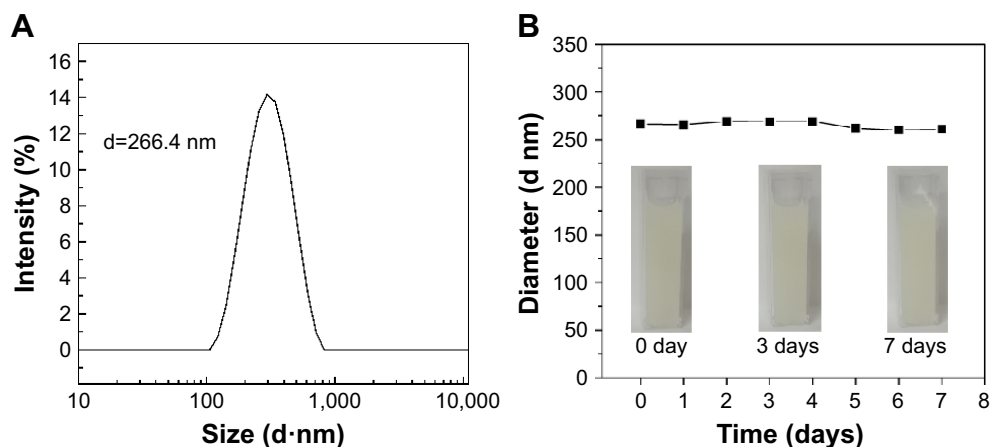 A
Intensity (%)
16
14
12
10
8
6
4
2
0
d=266.4 nm
10
100
1,000
10,000
Size (d·nm)
B
Diameter (d nm)
350
300
250
200
150
100
50
0
0 day
3 days
7 days
0 1 2 3 4 5 6 7 8
Time (days)